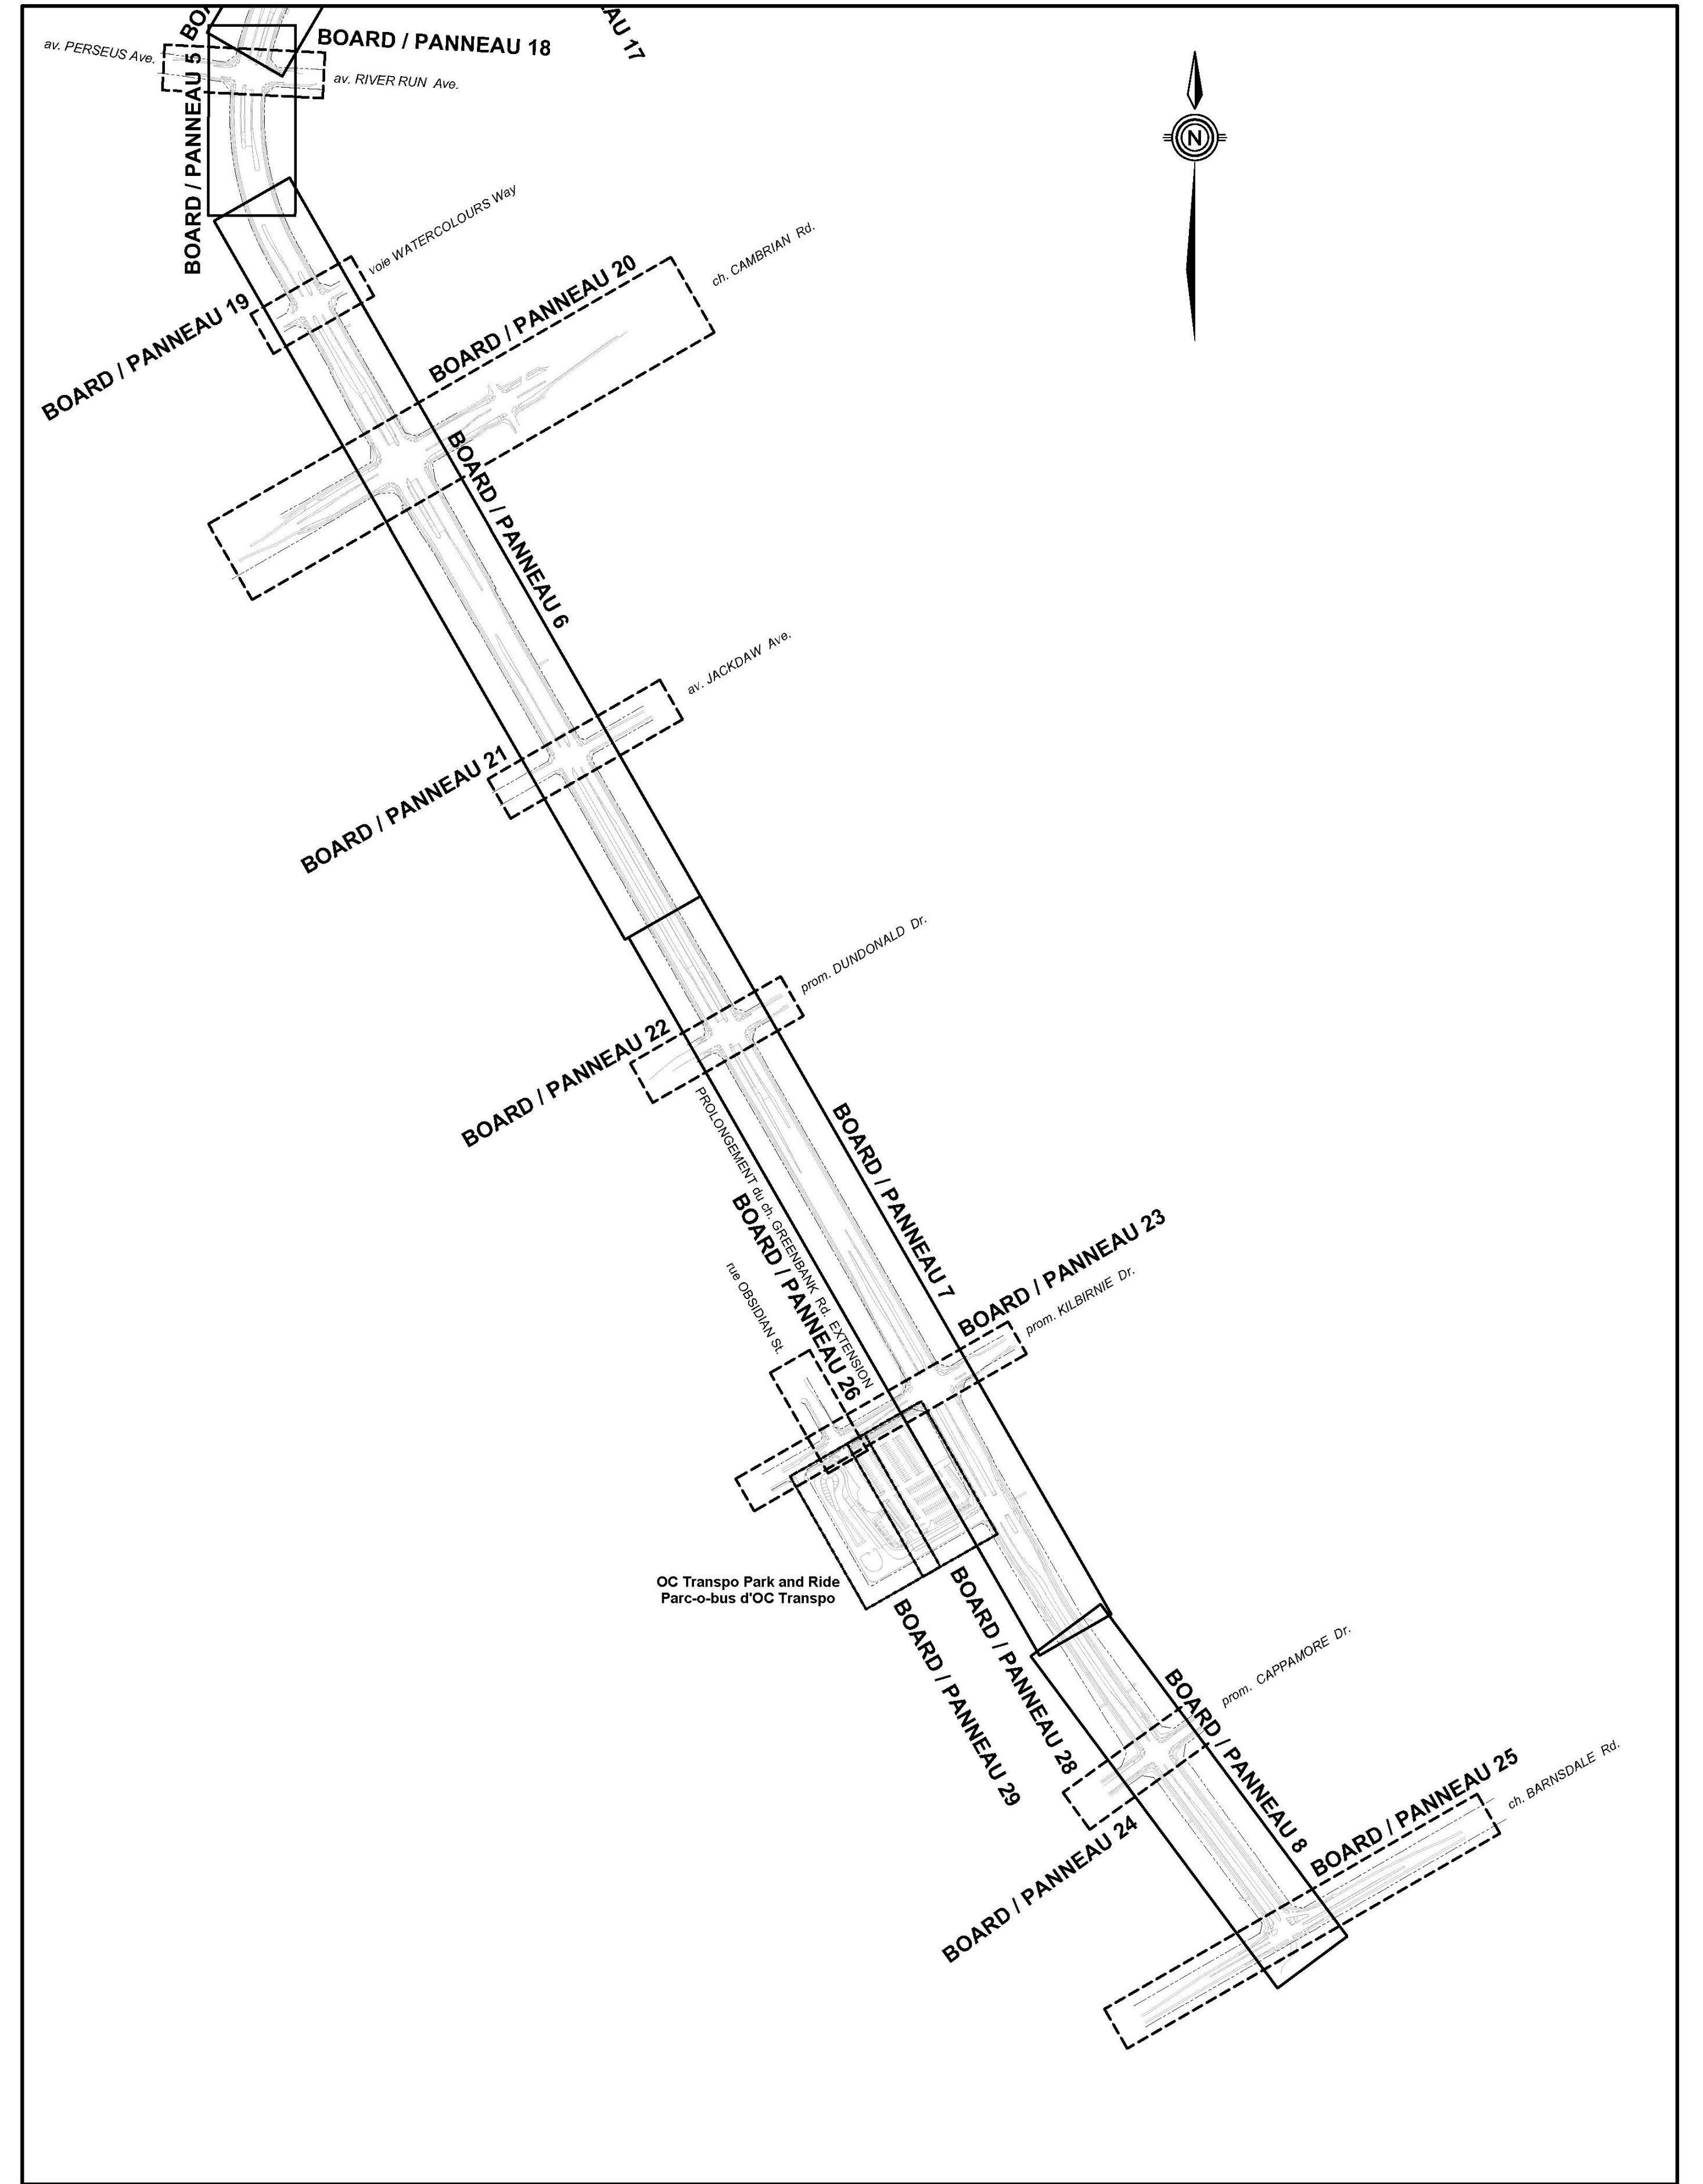 BOA
AU 17
BOARD / PANNEAU 18
av. PERSEUS Ave.
av. RIVER RUN Ave.
BOARD / PANNEAU 5
N
voie WATERCOLOURS Way
ch. CAMBRIAN Rd.
BOARD / PANNEAU 19
BOARD / PANNEAU 20
BOARD / PANNEAU 6
av. JACKDAW Ave.
BOARD / PANNEAU 21
prom. DUNDONALD Dr.
BOARD / PANNEAU 22
PROLONGEMENT du ch. GREENBANK Rd. EXTENSION
BOARD / PANNEAU 7
BOARD / PANNEAU 26
rue OBSIDIAN St.
BOARD / PANNEAU 23
prom. KILBIRNIE Dr.
OC Transpo Park and Ride
Parc-o-bus d'OC Transpo
BOARD / PANNEAU 28
BOARD / PANNEAU 29
prom. CAPPAMORE Dr.
BOARD / PANNEAU 8
BOARD / PANNEAU 24
BOARD / PANNEAU 25
ch. BARNSDALE Rd.